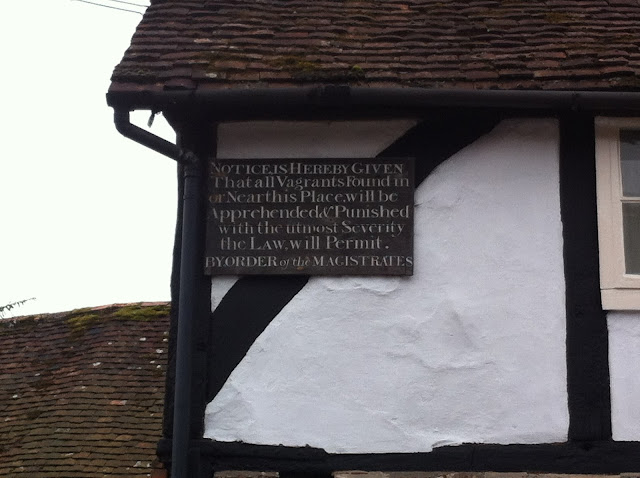 NOTICE, IS HEREBY GIVEN
That all Vagrants Found in
or Near this Place, will be
Apprehended & Punished
with the utmost Severity
the LAW, will Permit.
BY ORDER of the MAGISTRATES